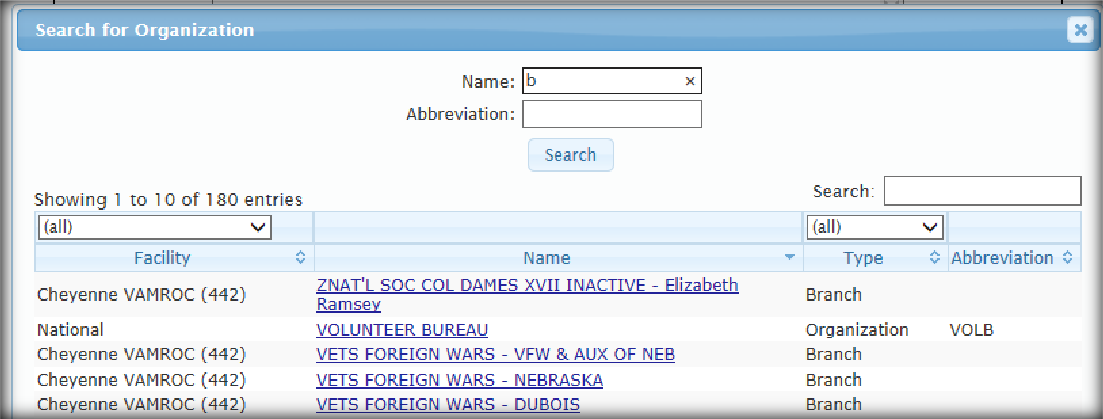 Search for Organization
Name: b ×
Abbreviation:
Search
Showing 1 to 10 of 180 entries
Search:
(all) (all)
Facility Name Type Abbreviation
Cheyenne VAMROC (442) ZNAT'L SOC COL DAMES XVII INACTIVE - Elizabeth Branch
Ramsey
National VOLUNTEER BUREAU Organization VOLB
Cheyenne VAMROC (442) VETS FOREIGN WARS - VFW & AUX OF NEB Branch
Cheyenne VAMROC (442) VETS FOREIGN WARS - NEBRASKA Branch
Cheyenne VAMROC (442) VETS FOREIGN WARS - DUBOIS Branch